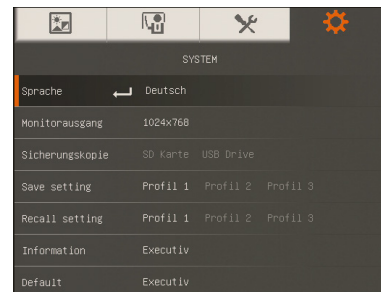 SYSTEM
Sprache Deutsch
Monitorausgang 1024x768
Sicherungskopie SD Karte USB Drive
Save setting Profil 1 Profil 2 Profil 3
Recall setting Profil 1 Profil 2 Profil 3
Information Executiv
Default Executiv